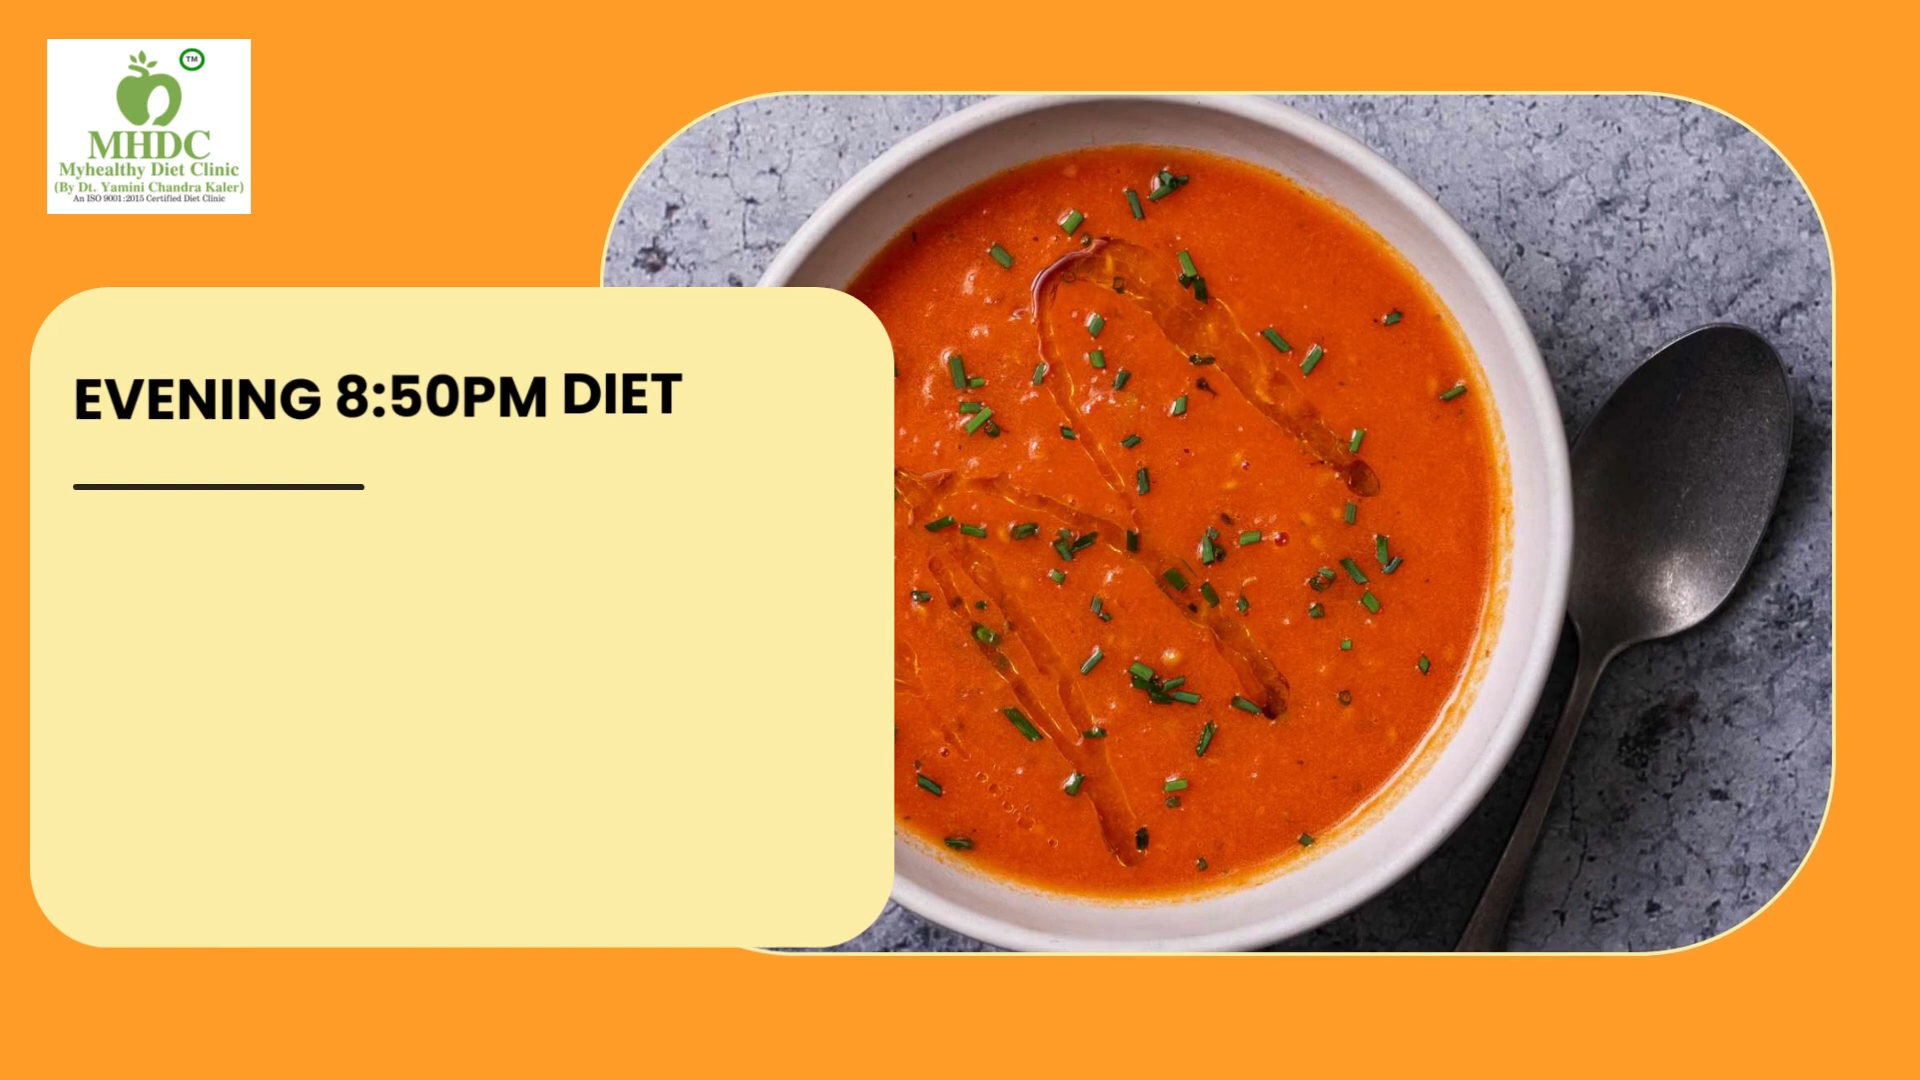 TM
MHDC
Myhealthy Diet Clinic
(By Dt. Yamini Chandra Kaler)
An ISO 9001:2015 Certified Diet Clinic
EVENING 8:50PM DIET